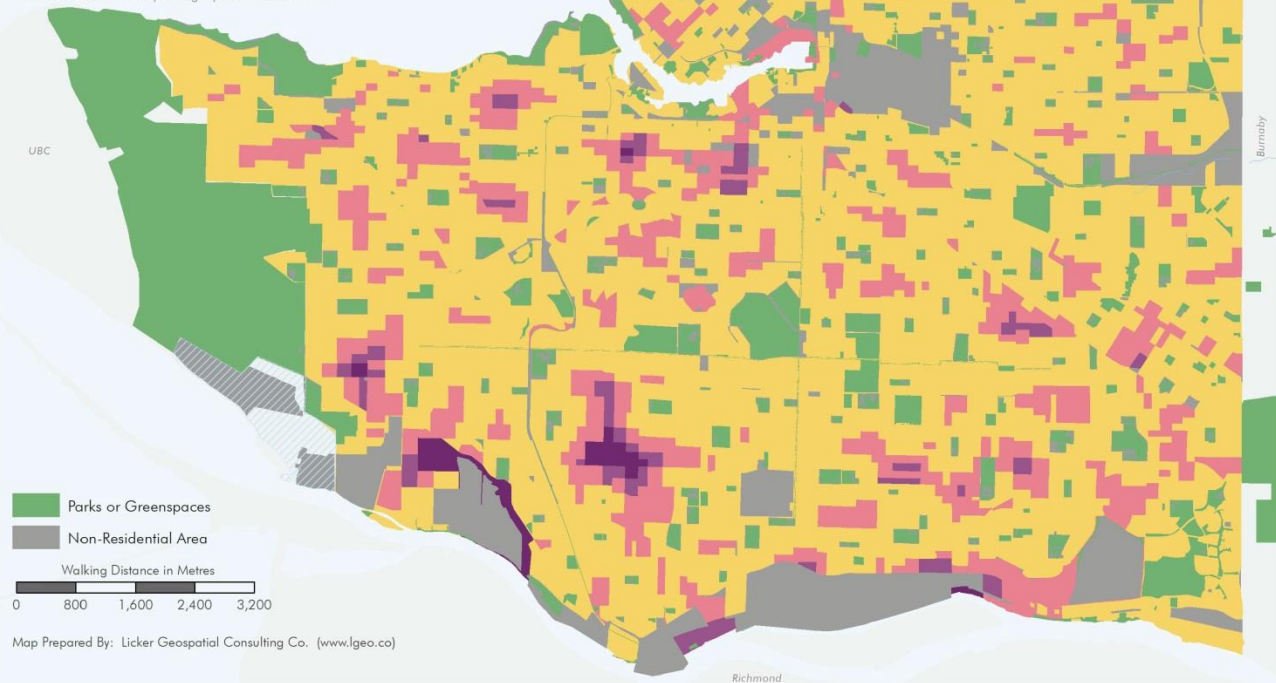 UBC
Burnaby
Parks or Greenspaces
Non-Residential Area
Walking Distance in Metres
0 800 1,600 2,400 3,200
Map Prepared By: Licker Geospatial Consulting Co. (www.lgeo.co)
Richmond